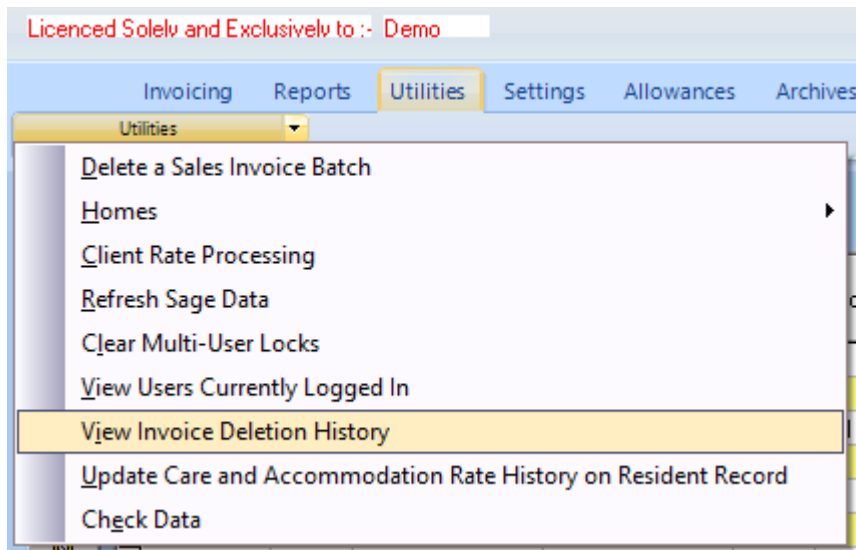 Licenced Solely and Exclusively to :- Demo
Invoicing Reports Utilities Settings Allowances Archives
Utilities
Delete a Sales Invoice Batch
Homes
Client Rate Processing
Refresh Sage Data
Clear Multi-User Locks
View Users Currently Logged In
View Invoice Deletion History
Update Care and Accommodation Rate History on Resident Record
Check Data